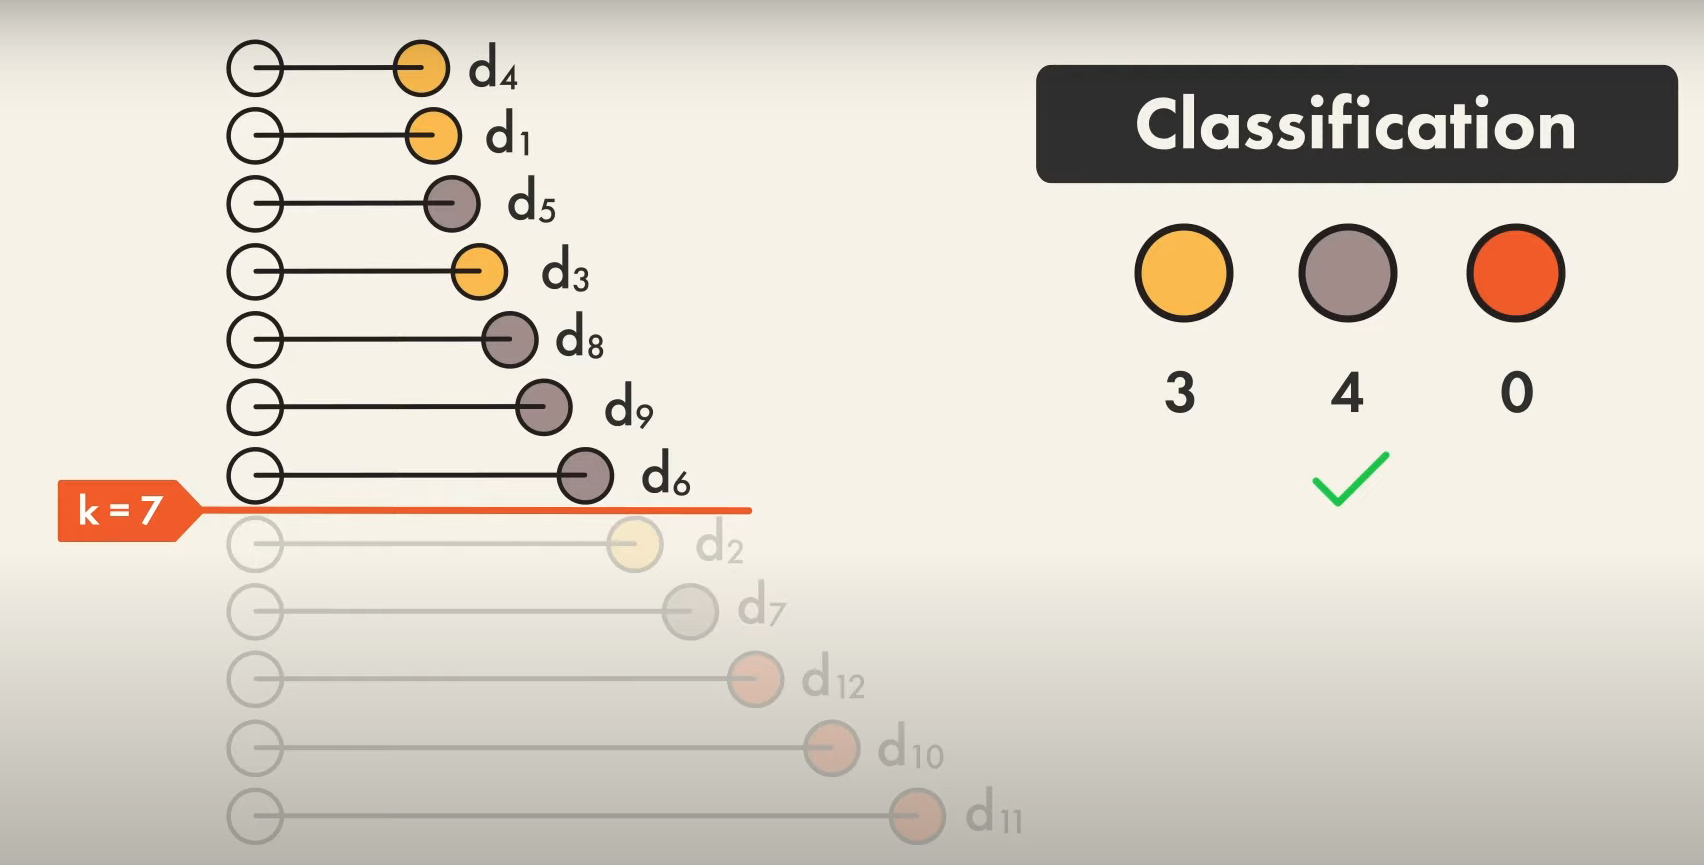 d4
d1
d5
d3
d8
d9
d6
k = 7
d2
d7
d12
d10
d11
Classification
3 4 0